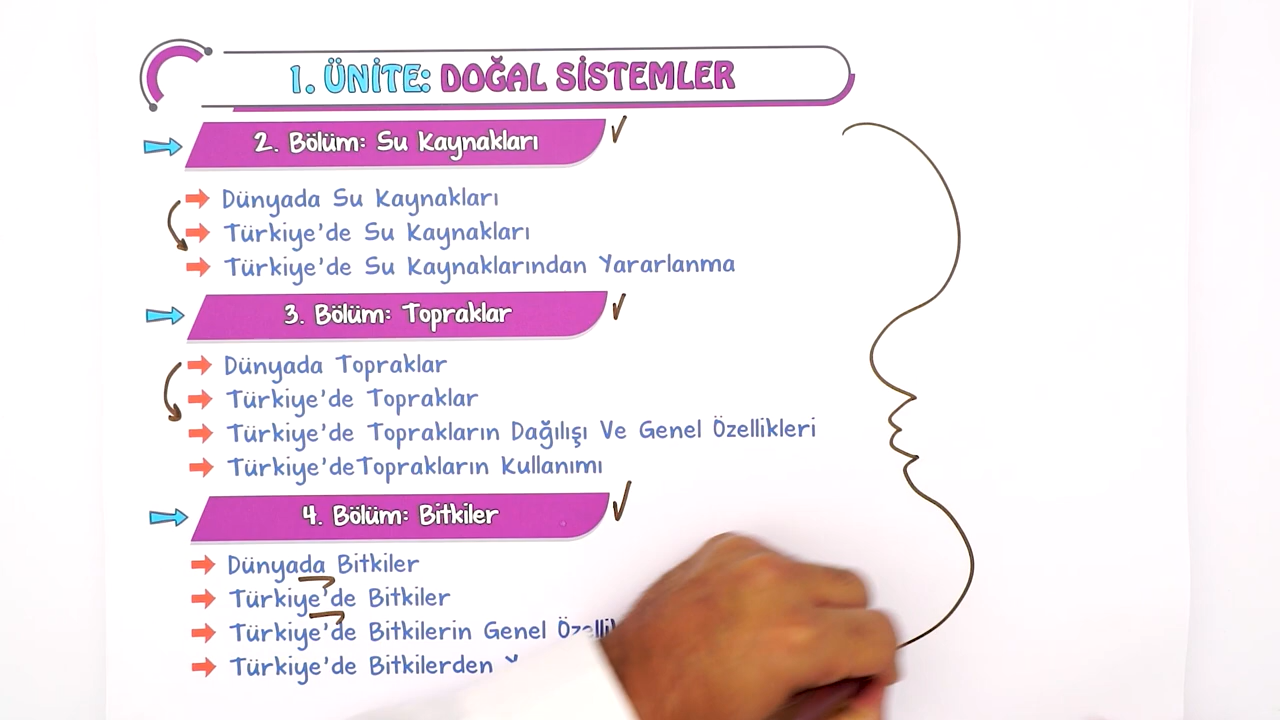 1. ÜNİTE: DOĞAL SİSTEMLER
2. Bölüm: Su Kaynakları
Dünyada Su Kaynakları
Türkiye'de Su Kaynakları
Türkiye'de Su Kaynaklarından Yararlanma
3. Bölüm: Topraklar
Dünyada Topraklar
Türkiye'de Topraklar
Türkiye'de Toprakların Dağılışı Ve Genel Özellikleri
Türkiye'deToprakların Kullanımı
4. Bölüm: Bitkiler
Dünyada Bitkiler
Türkiye'de Bitkiler
Türkiye'de Bitkilerin Genel
Türkiye'de Bitkilerden